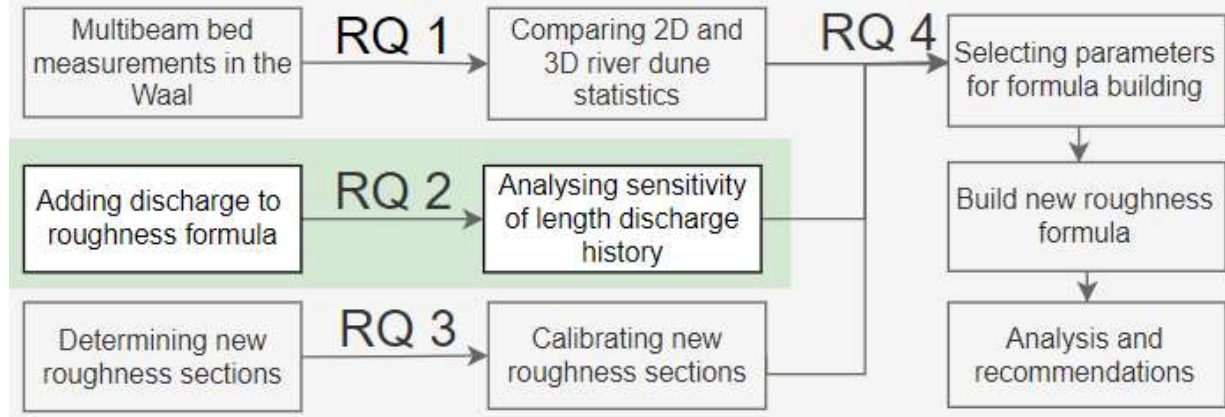 Multibeam bed
measurements in the
Waal
RQ 1
Comparing 2D and
3D river dune
statistics
RQ 4
Selecting parameters
for formula building
Adding discharge to
roughness formula
RQ 2
Analysing sensitivity
of length discharge
history
Build new roughness
formula
Determining new
roughness sections
RQ 3
Calibrating new
roughness sections
Analysis and
recommendations